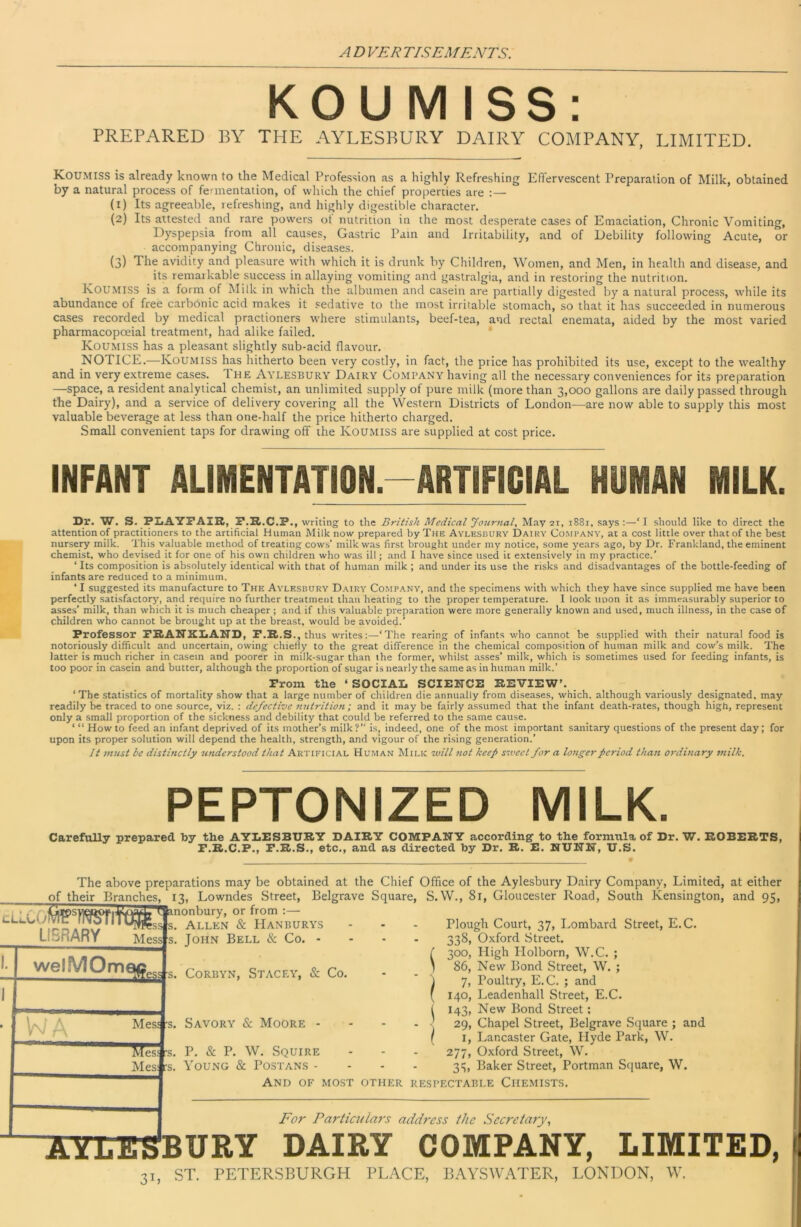 ADVERTISEMENTS.
KOUMISS:
PREPARED BY THE AYLESBURY DAIRY COMPANY, LIMITED.
KOUMISS is already known to the Medical Profession as a highly Refreshing Effervescent Preparation of Milk, obtained
by a natural process of fermentation, of which the chief properties are :—
(1) Its agreeable, refreshing, and highly digestible character.
(2) Its attested and rare powers of nutrition in the most desperate cases of Emaciation, Chronic Vomiting,
Dyspepsia from all causes, Gastric Pain and Irritability, and of Debility following Acute, or
accompanying Chronic, diseases.
(3) The avidity and pleasure with which it is drunk by Children, Women, and Men, in health and disease, and
its remarkable success in allaying vomiting and gastralgia, and in restoring the nutrition.
KOUMISS is a form of Milk in which the albumen and casein are partially digested by a natural process, while its
abundance of free carbonic acid makes it sedative to the most irritable stomach, so that it has succeeded in numerous
cases recorded by medical practioners where stimulants, beef-tea, and rectal enemata, aided by the most varied
pharmacopœial treatment, had alike failed.
KOUMISS has a pleasant slightly sub-acid flavour.
NOTICE.—KOUMISS has hitherto been very costly, in fact, the price has prohibited its use, except to the wealthy
and in very extreme cases. THE AYLESBURY DAIRY COMPANY having all the necessary conveniences for its preparation
—space, a resident analytical chemist, an unlimited supply of pure milk (more than 3,000 gallons are daily passed through
the Dairy), and a service of delivery covering all the Western Districts of London—are now able to supply this most
valuable beverage at less than one-half the price hitherto charged.
Small convenient taps for drawing off the KOUMISS are supplied at cost price.
INFANT ALIMENTATION.—ARTIFICIAL HUMAN MILK.
Dr. W. S. PLAYFAIR, F.R.C.P., writing to the British Medical Journal, May 21, 1881, says :—‘I should like to direct the
attention of practitioners to the artificial Human Milk now prepared by THE AYLESBURY DAIRY COMPANY, at a cost little over that of the best
nursery milk. This valuable method of treating cows’ milk was first brought under my notice, some years ago, by Dr. Frankland, the eminent
chemist, who devised it for one of his own children who was ill ; and I have since used it extensively in my practice.’
‘Its composition is absolutely identical with that of human milk ; and under its use the risks and disadvantages of the bottle-feeding of
infants are reduced to a minimum.
‘I suggested its manufacture to THE AYLESBURY DAIRY COMPANY, and the specimens with which they have since supplied me have been
perfectly satisfactory, and require no further treatment than heating to the proper temperature. I look upon it as immeasurably superior to
asses’ milk, than which it is much cheaper ; and if this valuable preparation were more generally known and used, much illness, in the case of
children who cannot be brought up at the breast, would be avoided.’
Professor FRANKLAND, F.R.S., thus writes:—‘The rearing of infants who cannot be supplied with their natural food is
notoriously difficult and uncertain, owing chiefly to the great difference in the chemical composition of human milk and cow’s milk. The
latter is much richer in casein and poorer in milk-sugar than the former, whilst asses’ milk, which is sometimes used for feeding infants, is
too poor in casein and butter, although the proportion of sugar is nearly the same as in human milk.’
From the ‘SOCIAL SCIENCE REVIEW’.
‘The statistics of mortality show that a large number of children die annually from diseases, which, although variously designated, may
readily be traced to one source, viz. : defective nutrition ; and it may be fairly assumed that the infant death-rates, though high, represent
only a small proportion of the sickness and debility that could be referred to the same cause.
‘“How to feed an infant deprived of its mother’s milk?” is, indeed, one of the most important sanitary questions of the present day ; for
upon its proper solution will depend the health, strength, and vigour of the rising generation.’
It must be distinctly understood that ARTIFICIAL HUMAN MILK will not keep sweet for a longer period than ordinary milk.
PEPTONIZED MILK.
Carefully prepared by the AYLESBURY DAIRY COMPANY according to the formula of Dr. W. ROBERTS,
F.R.C.P., F.R.S., etc., and as directed by Dr. R. E. NUNN, U.S.
The above preparations may be obtained at the Chief Office of the Aylesbury Dairy Company, Limited, at either
of their Branches, 13, Lowndes Street, Belgrave Square, S.W., 81, Gloucester Road, South Kensington, and 95,
anonbury, or from :—
LIBRARY
s. ALLEN & HANBURYS - - - Plough Court, 37, Lombard Street, E.C.
Messrs. JOHN BELL & Co. - - - - 338, Oxford Street.
welMOmec
rs. CORBYN, STACEY, & Co. - - 300, High Holborn, W.C. ;
86, New Bond Street, W. ;
7, Poultry, E.C. ; and
140, Leadenhall Street, E.C.
WA
Messrs. SAVORY & MOORE - - - - 143, New Bond Street ;
29, Chapel Street, Belgrave Square ; and
1, Lancaster Gate, Hyde Park, W.
Messrs. P. & P. W. SQUIRE - - - 277, Oxford Street, W.
Messrs. YOUNG & POSTANS - - - - 35, Baker Street, Portman Square, W.
AND OF MOST OTHER RESPECTABLE CHEMISTS.
For Particulars address the Secretary,
AYLESBURY DAIRY COMPANY, LIMITED,
31, ST. PETERSBURGH PLACE, BAYSWATER, LONDON, W.